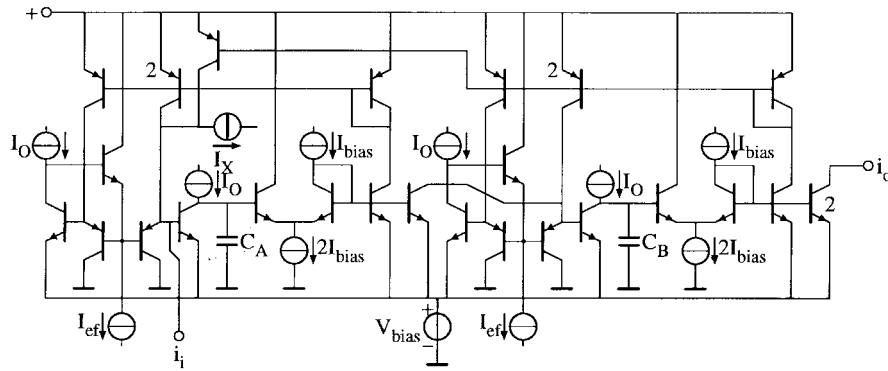 +
2
2
I_O
I_X
I_O
I_bias
I_O
I_O
I_bias
i_o
2
C_A
2I_bias
C_B
2I_bias
I_ef
i_i
V_bias
+
−
I_ef